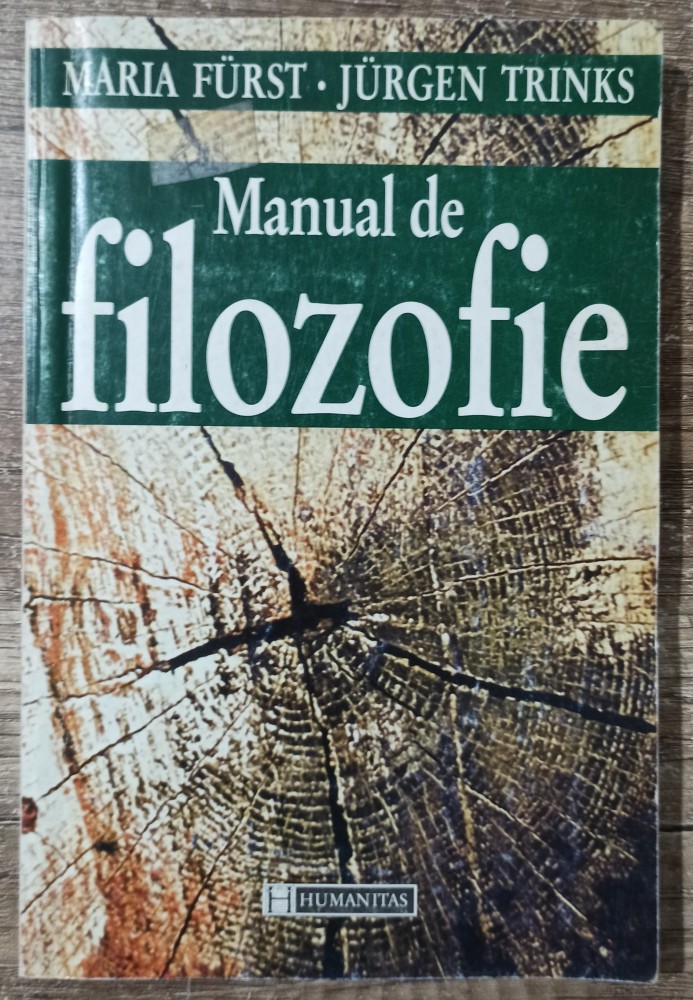 MARIA FÜRST · JÜRGEN TRINKS
Manual de
filozofie
HUMANITAS